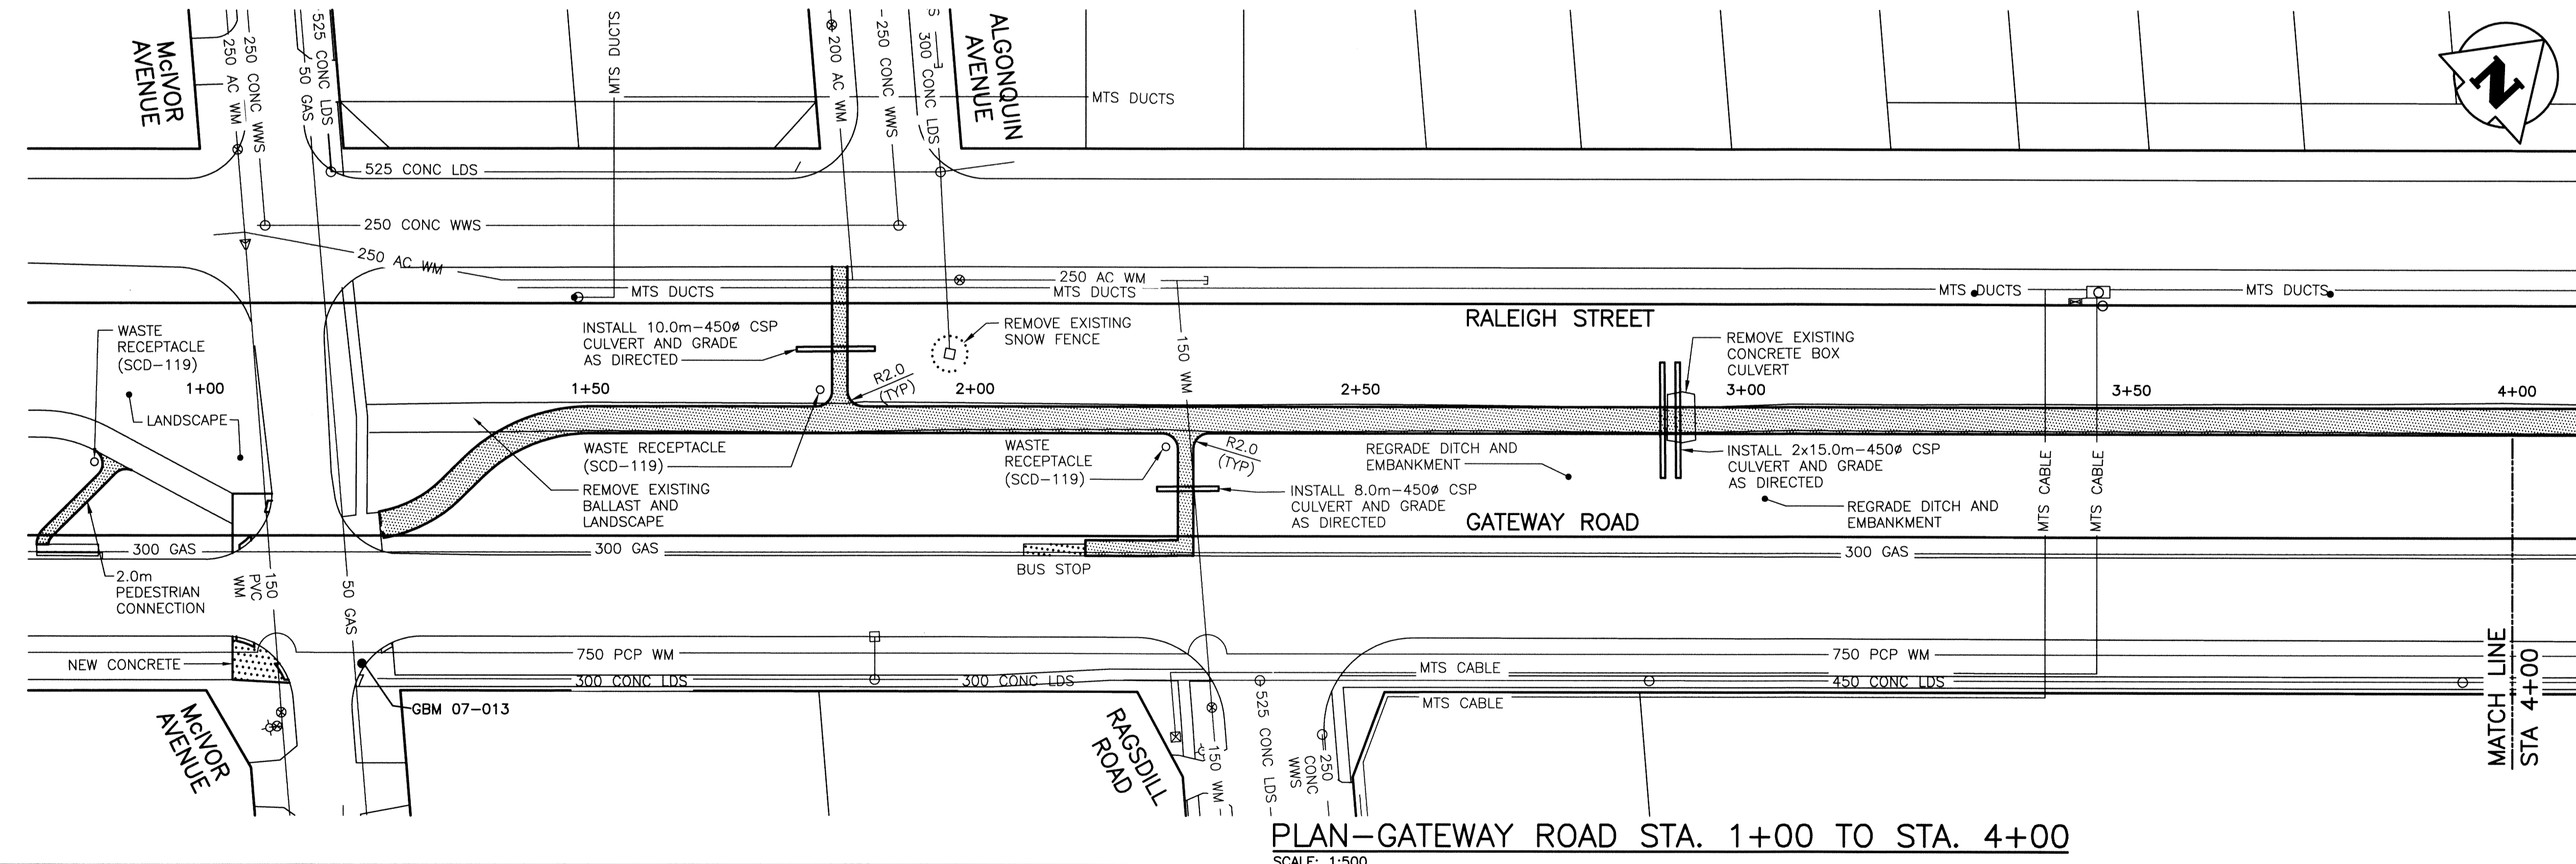 McIVOR
AVENUE
250 AC WM
250 CONC WWS
525 CONC LDS
50 GAS
MTS DUCTS
200 AC WM
250 CONC WWS
300 CONC LDS
ALGONQUIN
AVENUE
MTS DUCTS
N
525 CONC LDS
250 CONC WWS
250 AC WM
250 AC WM
MTS DUCTS
MTS DUCTS
MTS DUCTS
MTS DUCTS
RALEIGH STREET
WASTE
RECEPTACLE
(SCD-119)
INSTALL 10.0m-450ø CSP
CULVERT AND GRADE
AS DIRECTED
REMOVE EXISTING
SNOW FENCE
150 WM
REMOVE EXISTING
CONCRETE BOX
CULVERT
R2.0
(TYP)
1+00
1+50
2+00
2+50
3+00
3+50
4+00
LANDSCAPE
WASTE RECEPTACLE
(SCD-119)
WASTE
RECEPTACLE
(SCD-119)
R2.0
(TYP)
REGRADE DITCH AND
EMBANKMENT
INSTALL 2x15.0m-450ø CSP
CULVERT AND GRADE
AS DIRECTED
REMOVE EXISTING
BALLAST AND
LANDSCAPE
INSTALL 8.0m-450ø CSP
CULVERT AND GRADE
AS DIRECTED
REGRADE DITCH AND
EMBANKMENT
MTS CABLE
MTS CABLE
GATEWAY ROAD
300 GAS
300 GAS
300 GAS
BUS STOP
2.0m
PEDESTRIAN
CONNECTION
150
PVC
WM
50 GAS
NEW CONCRETE
750 PCP WM
750 PCP WM
300 CONC LDS
300 CONC LDS
MTS CABLE
450 CONC LDS
MTS CABLE
GBM 07-013
McIVOR
AVENUE
RAGSDILL
ROAD
150 WM
525 CONC LDS
250
CONC
WWS
MATCH LINE
STA 4+00
PLAN-GATEWAY ROAD STA. 1+00 TO STA. 4+00
SCALE: 1:500